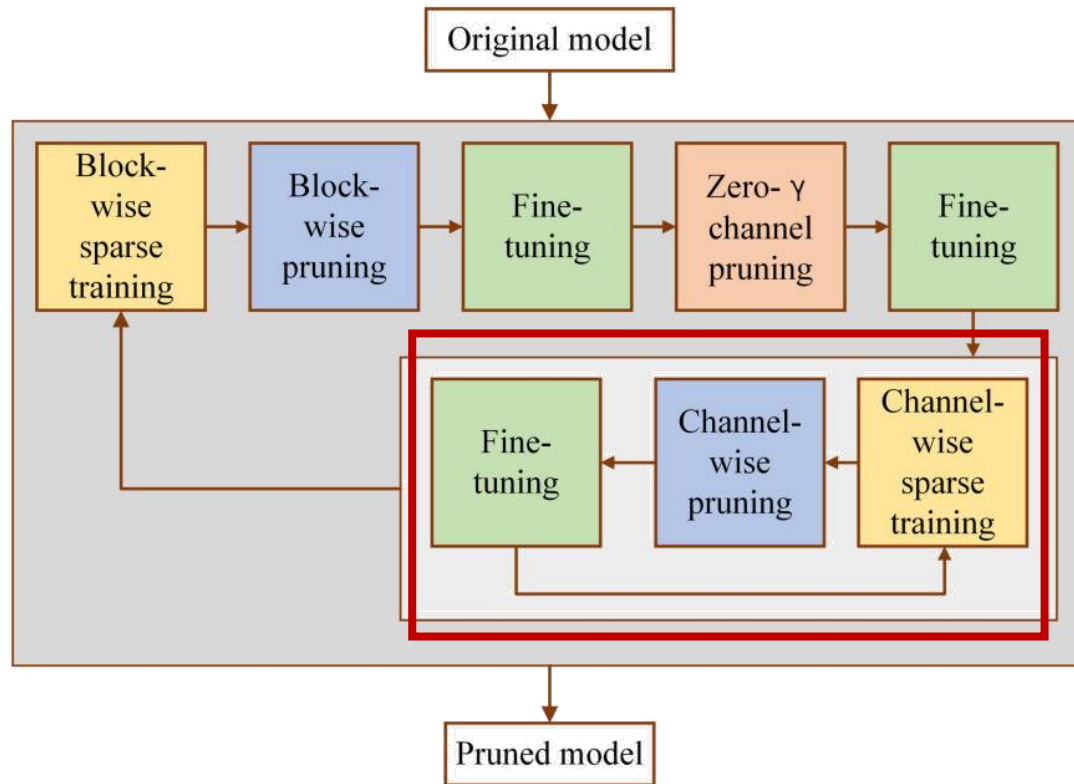 Original model
Block-
wise
sparse
training
Block-
wise
pruning
Fine-
tuning
Zero- γ
channel
pruning
Fine-
tuning
Channel-
wise
sparse
training
Channel-
wise
pruning
Fine-
tuning
Pruned model